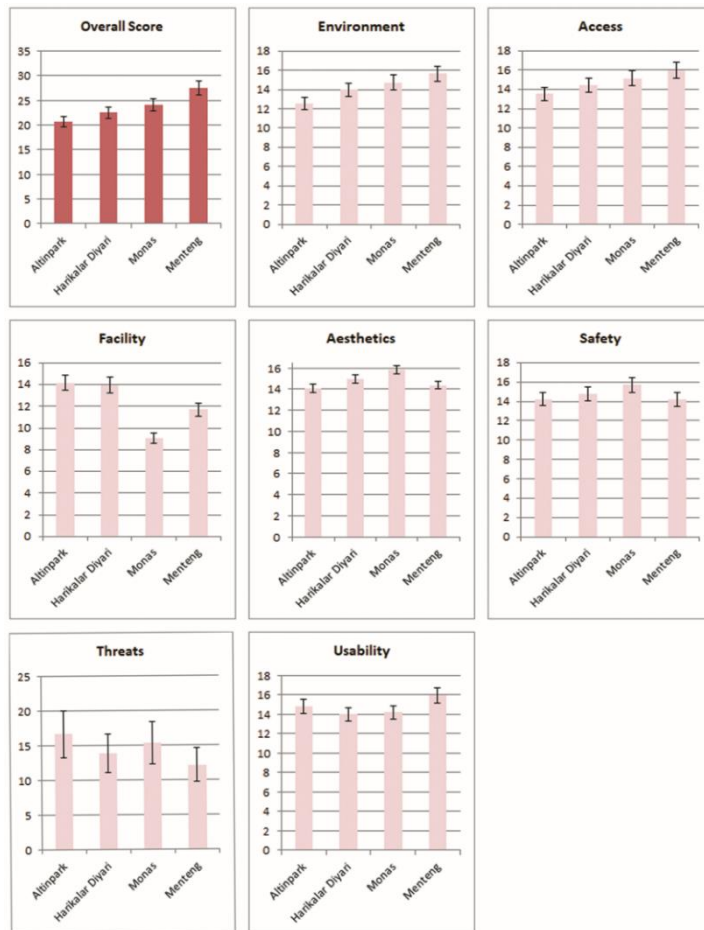 Overall Score
35
30
25
20
15
10
5
0
Altinpark
Harikalar Diyari
Monas
Menteng
Environment
18
16
14
12
10
8
6
4
2
0
Altinpark
Harikalar Diyari
Monas
Menteng
Access
18
16
14
12
10
8
6
4
2
0
Altinpark
Harikalar Diyari
Monas
Menteng
Facility
16
14
12
10
8
6
4
2
0
Altinpark
Harikalar Diyari
Monas
Menteng
Aesthetics
16
14
12
10
8
6
4
2
0
Altinpark
Harikalar Diyari
Monas
Menteng
Safety
18
16
14
12
10
8
6
4
2
0
Altinpark
Harikalar Diyari
Monas
Menteng
Threats
25
20
15
10
5
0
Altinpark
Harikalar Diyari
Monas
Menteng
Usability
18
16
14
12
10
8
6
4
2
0
Altinpark
Harikalar Diyari
Monas
Menteng